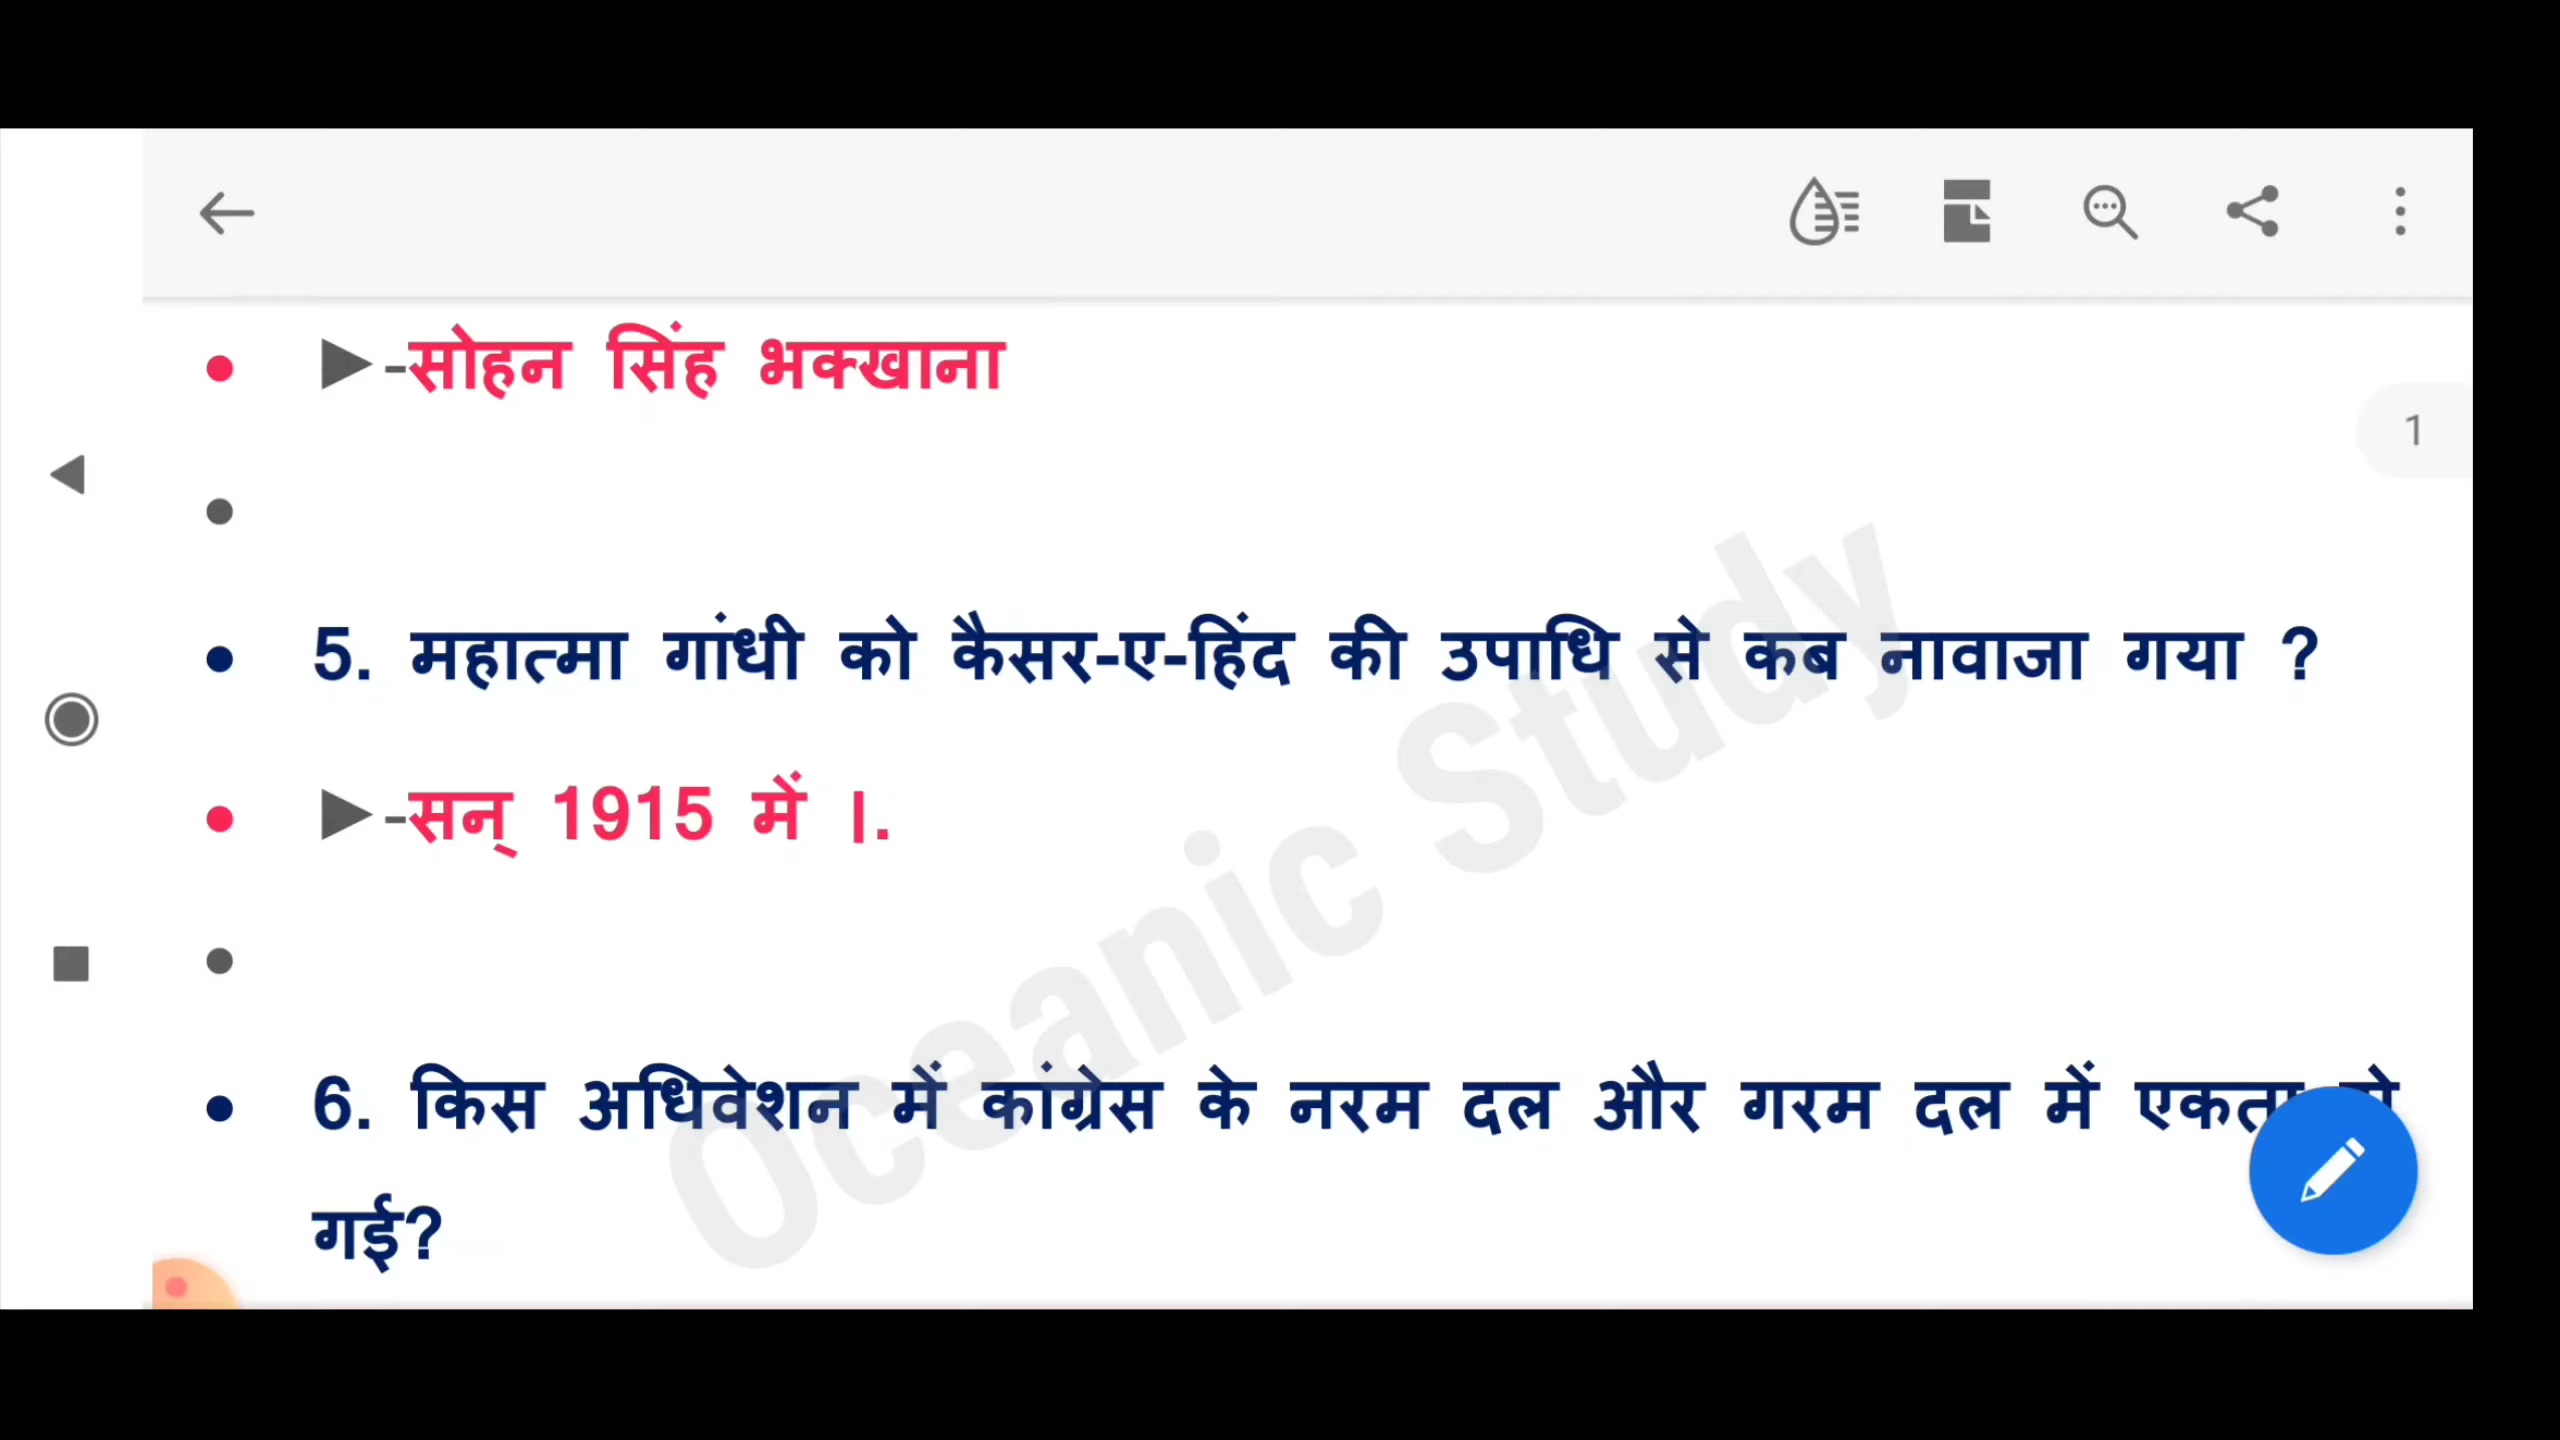 1
►-सोहन सिंह भक्खाना
5. महात्मा गांधी को कैसर-ए-हिंद की उपाधि से कब नावाजा गया ?
►-सन् 1915 में ।.
6. किस अधिवेशन में कांग्रेस के नरम दल और गरम दल में एकता
गई?
Oceanic Study